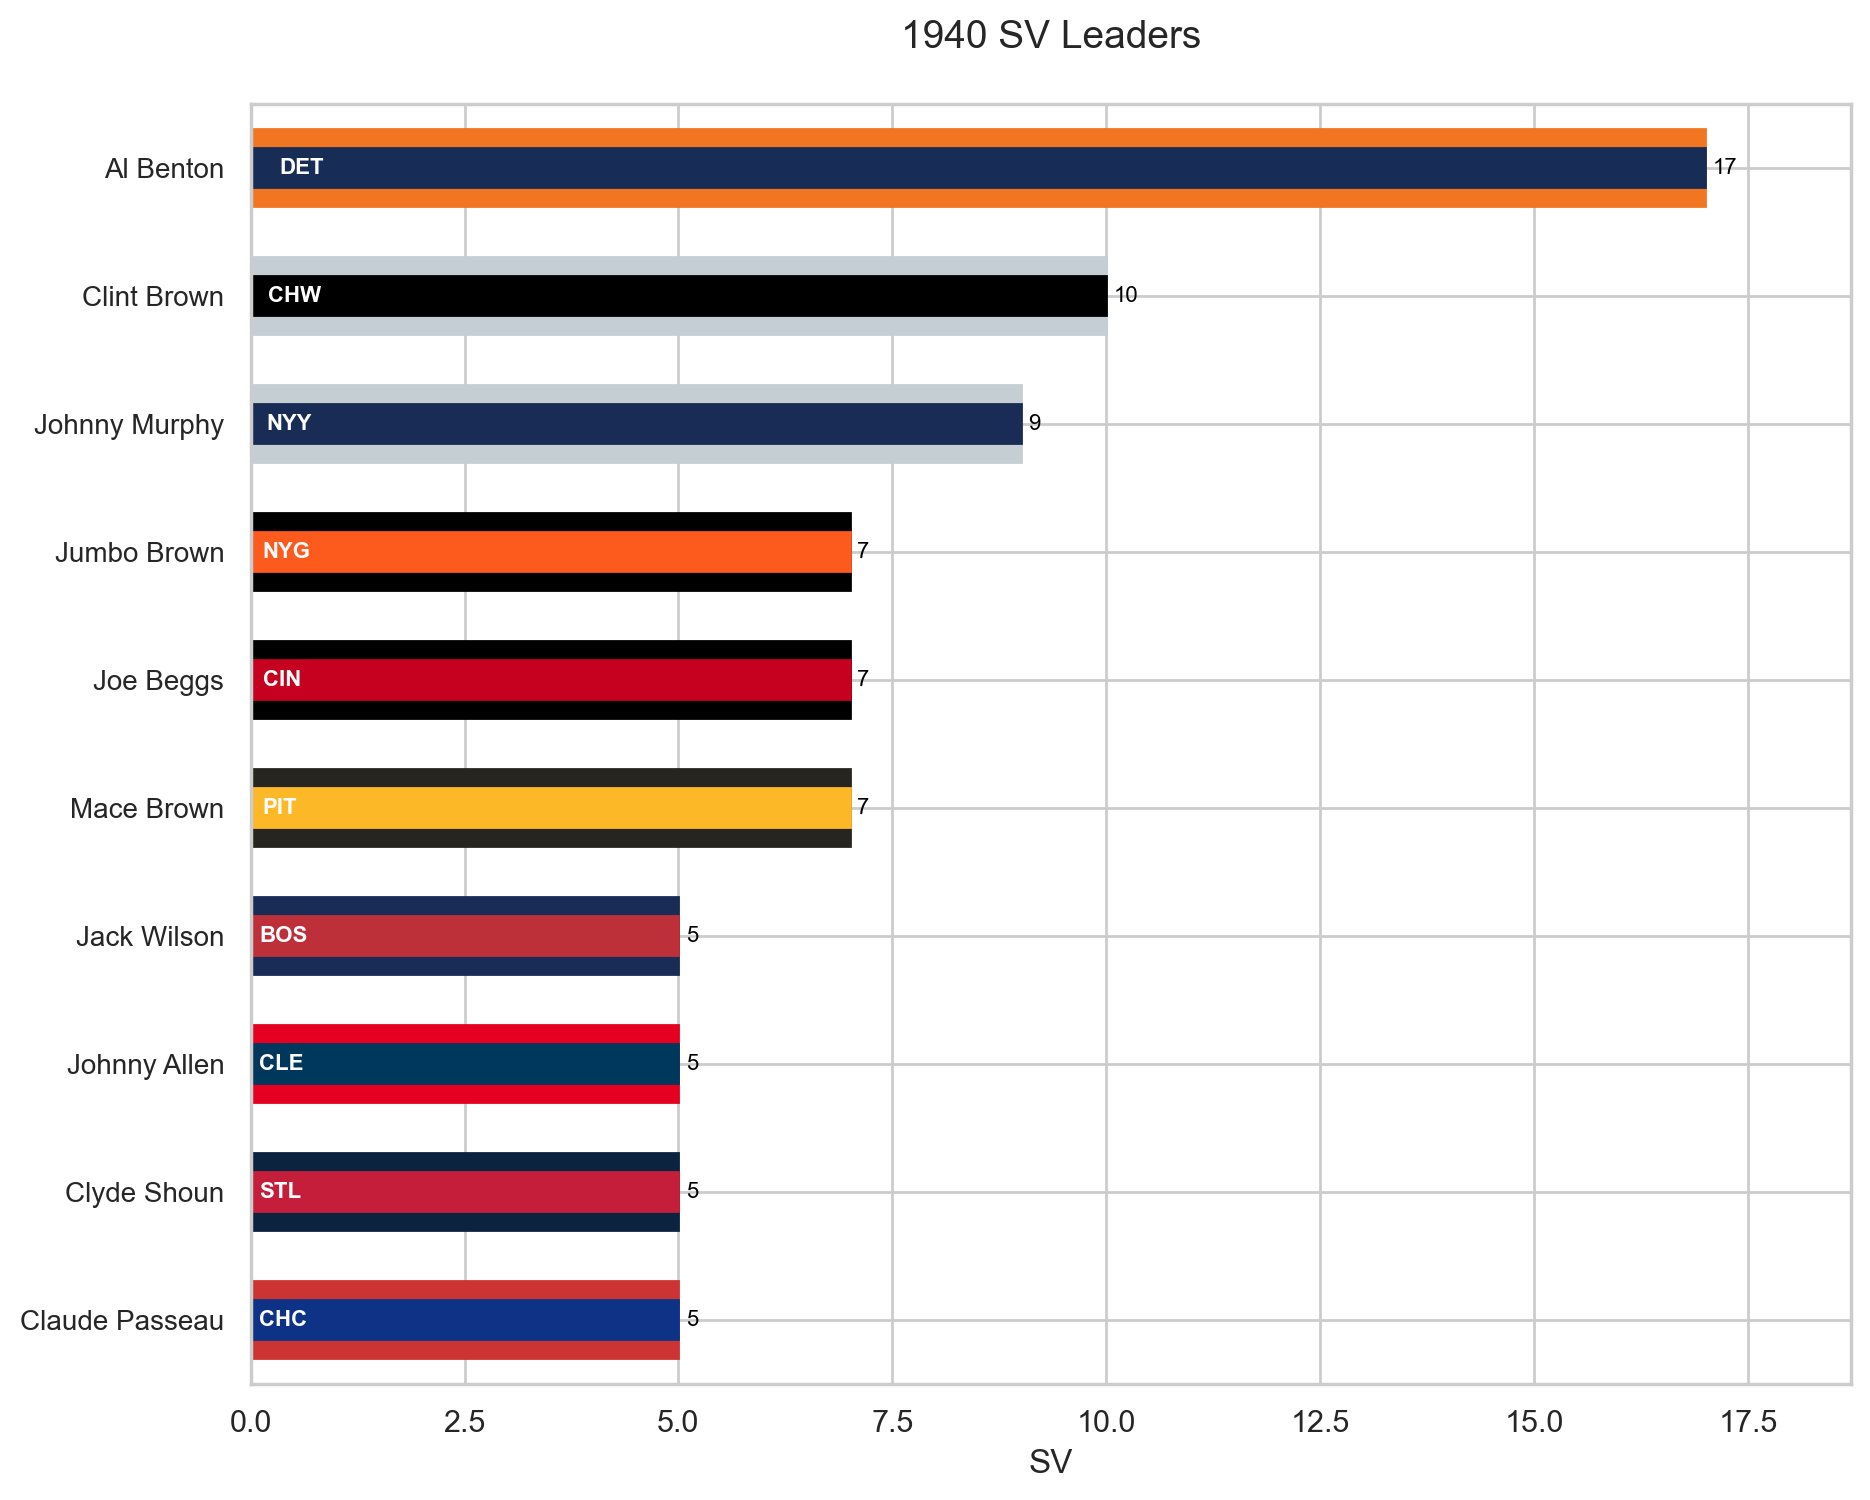 1940 SV Leaders
Al Benton DET 17
Clint Brown CHW 10
Johnny Murphy NYY 9
Jumbo Brown NYG 7
Joe Beggs CIN 7
Mace Brown PIT 7
Jack Wilson BOS 5
Johnny Allen CLE 5
Clyde Shoun STL 5
Claude Passeau CHC 5
0.0 2.5 5.0 7.5 10.0 12.5 15.0 17.5
SV